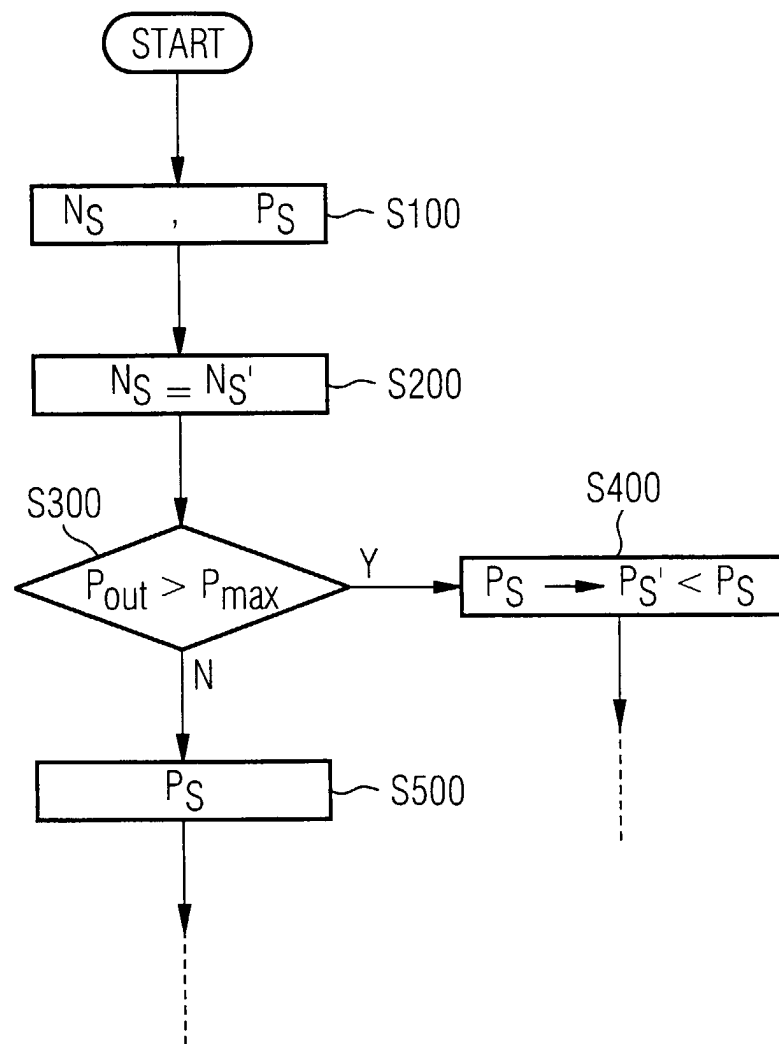 START
N_S , P_S
S100
N_S = N_S'
S200
S300
P_out > P_max
Y
N
S400
P_S → P_S' < P_S
P_S
S500